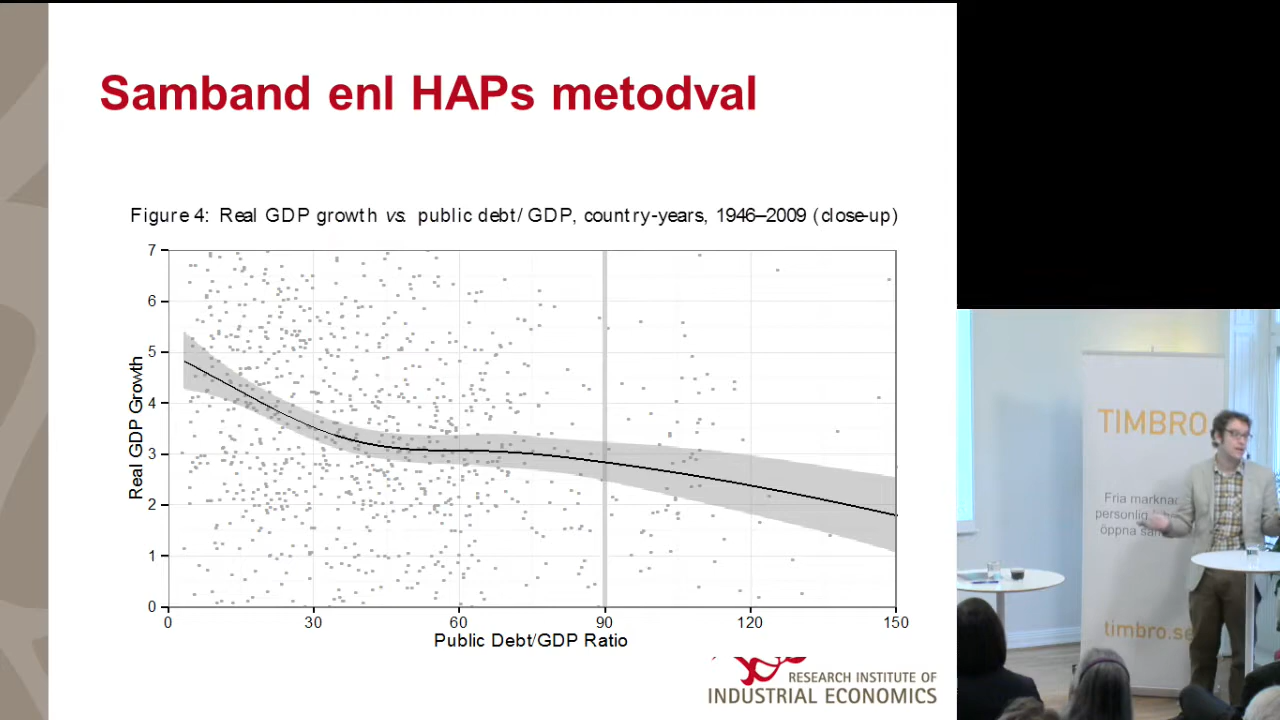 Samband enl HAPs metodval
Figure 4: Real GDP growth vs. public debt/GDP, country-years, 1946–2009 (close-up)
7
6
5
4
3
2
1
0
Real GDP Growth
0 30 60 90 120 150
Public Debt/GDP Ratio
RESEARCH INSTITUTE OF
INDUSTRIAL ECONOMICS
TIMBRO
Fria
personlig
öppna
timbro.se